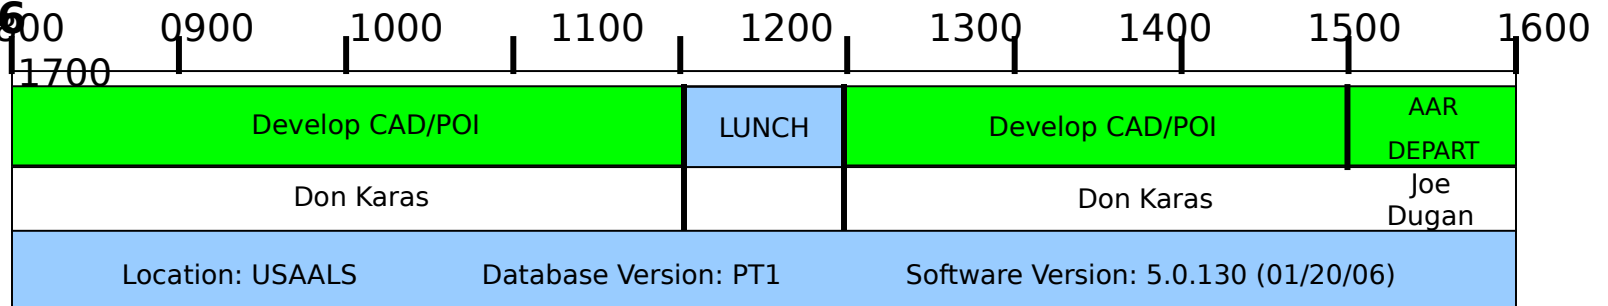 6
800 0900 1000 1100 1200 1300 1400 1500 1600
1700
Develop CAD/POI LUNCH Develop CAD/POI AAR
DEPART
Don Karas Don Karas Joe
Dugan
Location: USAALS Database Version: PT1 Software Version: 5.0.130 (01/20/06)